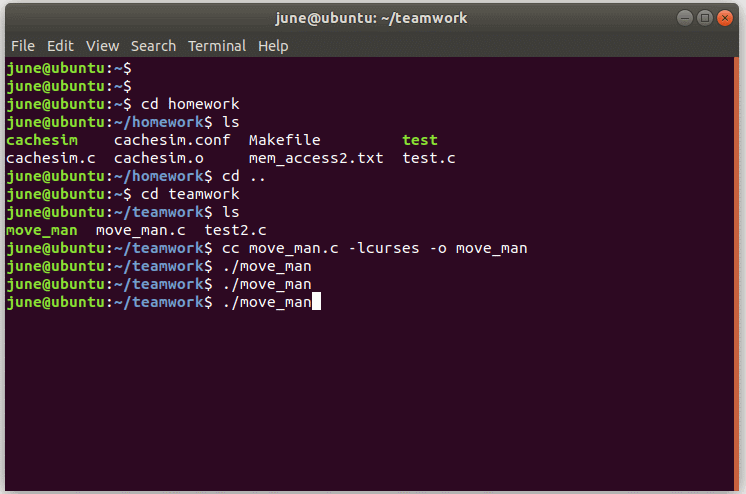 june@ubuntu: ~/teamwork
File Edit View Search Terminal Help
june@ubuntu:~$
june@ubuntu:~$
june@ubuntu:~$ cd homework
june@ubuntu:~/homework$ ls
cachesim    cachesim.conf  Makefile         test
cachesim.c  cachesim.o     mem_access2.txt  test.c
june@ubuntu:~/homework$ cd ..
june@ubuntu:~$ cd teamwork
june@ubuntu:~/teamwork$ ls
move_man  move_man.c  test2.c
june@ubuntu:~/teamwork$ cc move_man.c -lcurses -o move_man
june@ubuntu:~/teamwork$ ./move_man
june@ubuntu:~/teamwork$ ./move_man
june@ubuntu:~/teamwork$ ./move_man